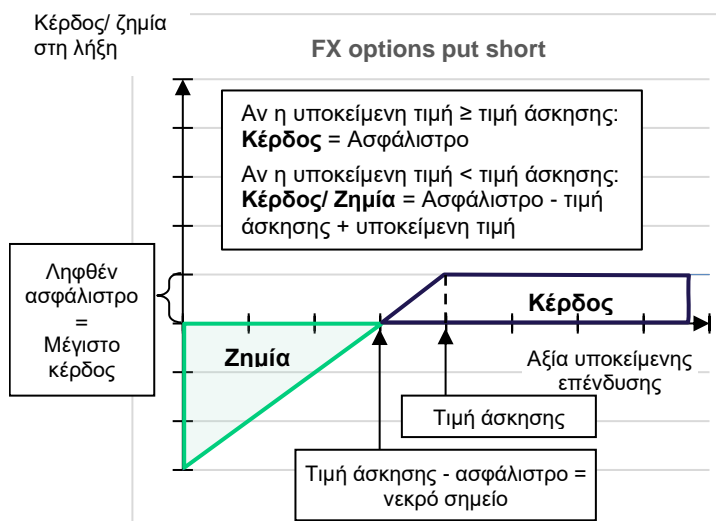 Κέρδος/ ζημία
στη λήξη
FX options put short
Αν η υποκείμενη τιμή ≥ τιμή άσκησης:
Κέρδος = Ασφάλιστρο
Αν η υποκείμενη τιμή < τιμή άσκησης:
Κέρδος/ Ζημία = Ασφάλιστρο - τιμή
άσκησης + υποκείμενη τιμή
Ληφθέν
ασφάλιστρο
=
Μέγιστο
κέρδος
Κέρδος
Ζημία
Αξία υποκείμενης
επένδυσης
Τιμή άσκησης
Τιμή άσκησης - ασφάλιστρο =
νεκρό σημείο